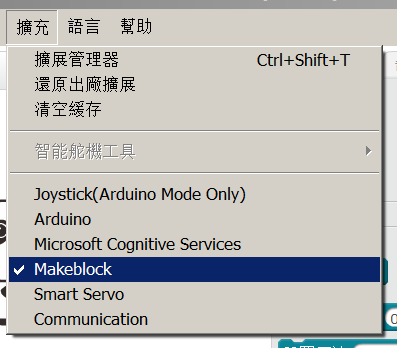 擴充 語言 幫助
擴展管理器 Ctrl+Shift+T
還原出廠擴展
清空緩存
智能舵機工具
Joystick(Arduino Mode Only)
Arduino
Microsoft Cognitive Services
Makeblock
Smart Servo
Communication